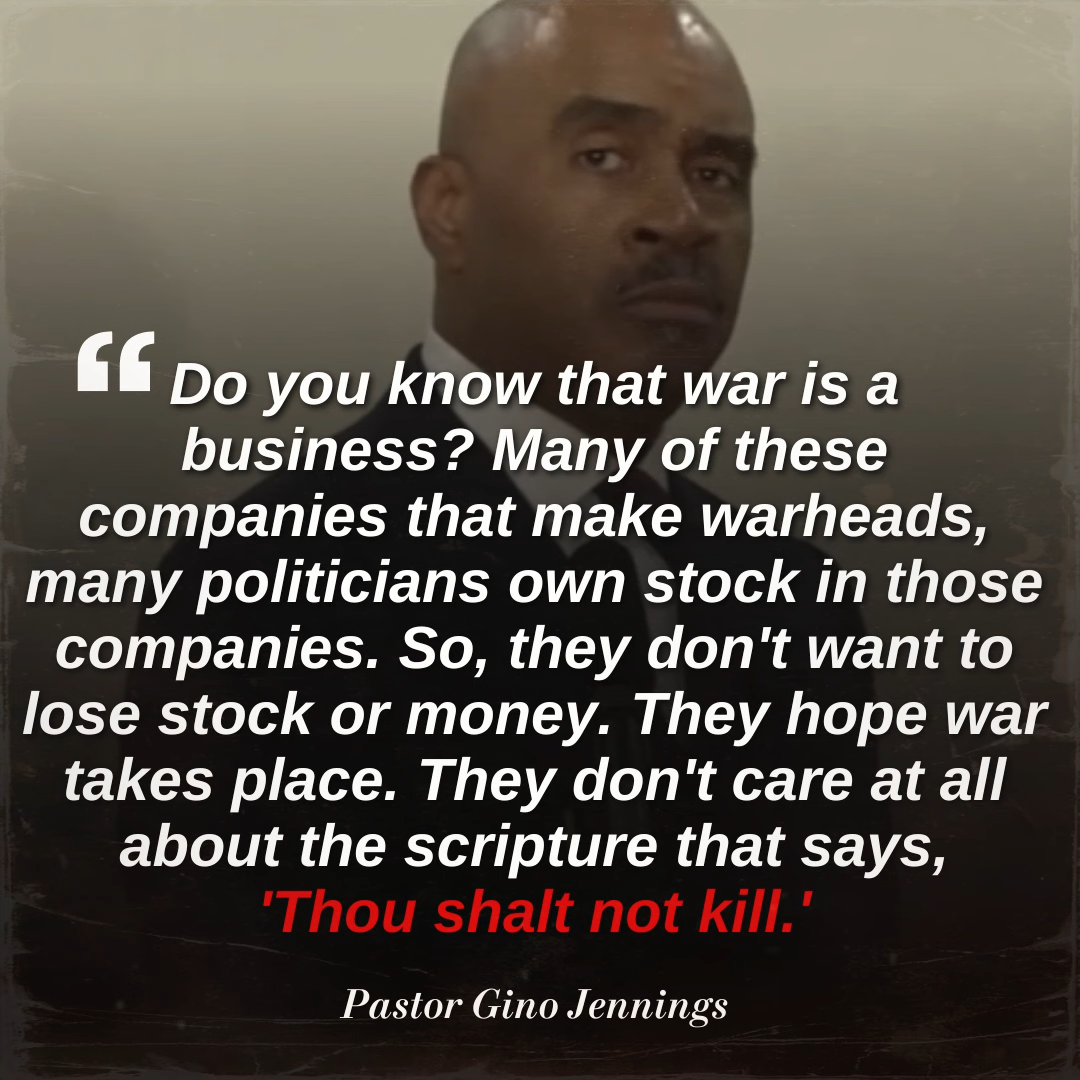 “ Do you know that war is a
business? Many of these
companies that make warheads,
many politicians own stock in those
companies. So, they don't want to
lose stock or money. They hope war
takes place. They don't care at all
about the scripture that says,
'Thou shalt not kill.'
Pastor Gino Jennings